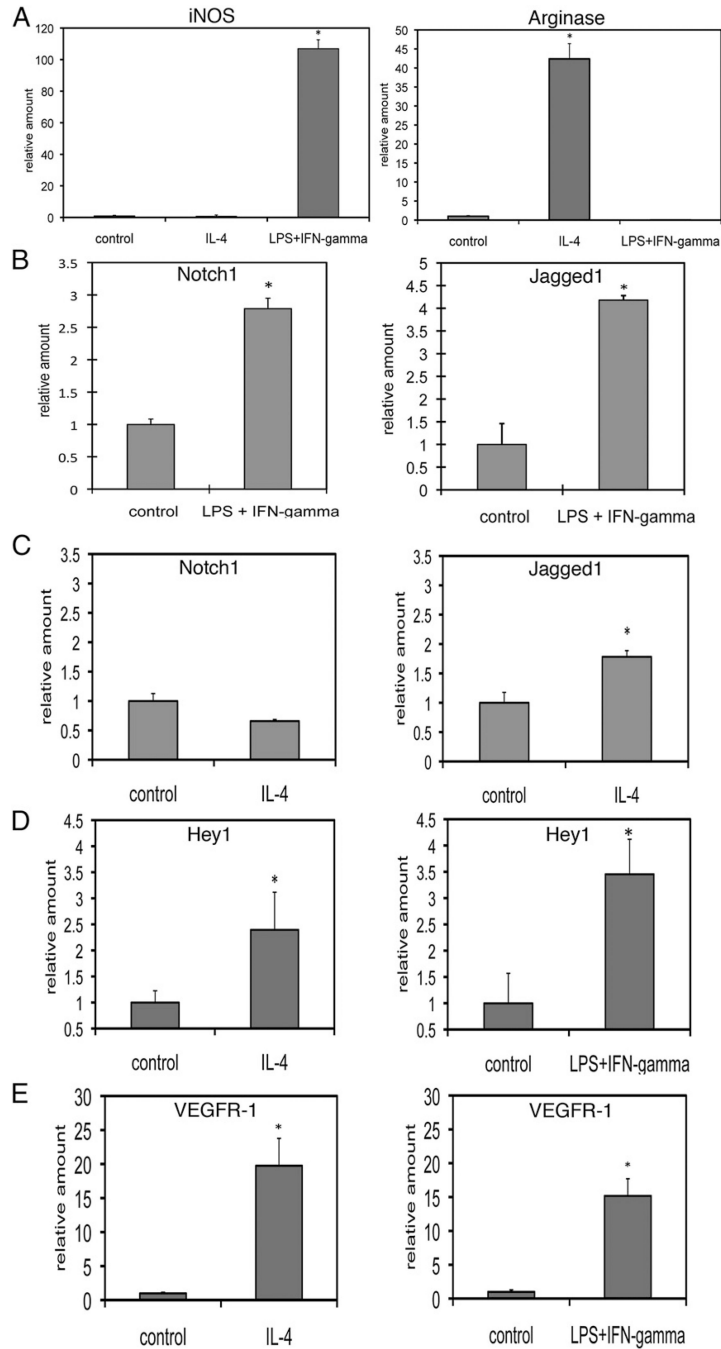 A
iNOS
relative amount
120
100
80
60
40
20
0
control IL-4 LPS+IFN-gamma
Arginase
relative amount
50
45
40
35
30
25
20
15
10
5
0
control IL-4 LPS+IFN-gamma
*
*
B
Notch1
relative amount
3.5
3
2.5
2
1.5
1
0.5
0
control LPS + IFN-gamma
*
Jagged1
relative amount
5
4.5
4
3.5
3
2.5
2
1.5
1
0.5
0
control LPS + IFN-gamma
*
C
Notch1
relative amount
3.5
3
2.5
2
1.5
1
0.5
0
control IL-4
Jagged1
relative amount
3.5
3
2.5
2
1.5
1
0.5
0
control IL-4
*
D
Hey1
relative amount
4.5
4
3.5
3
2.5
2
1
0.5
control IL-4
*
Hey1
relative amount
4.5
4
3.5
3
2.5
2
1
0.5
control LPS+IFN-gamma
*
E
VEGFR-1
relative amount
30
25
20
15
10
5
0
control IL-4
*
VEGFR-1
relative amount
30
25
20
15
10
5
0
control LPS+IFN-gamma
*